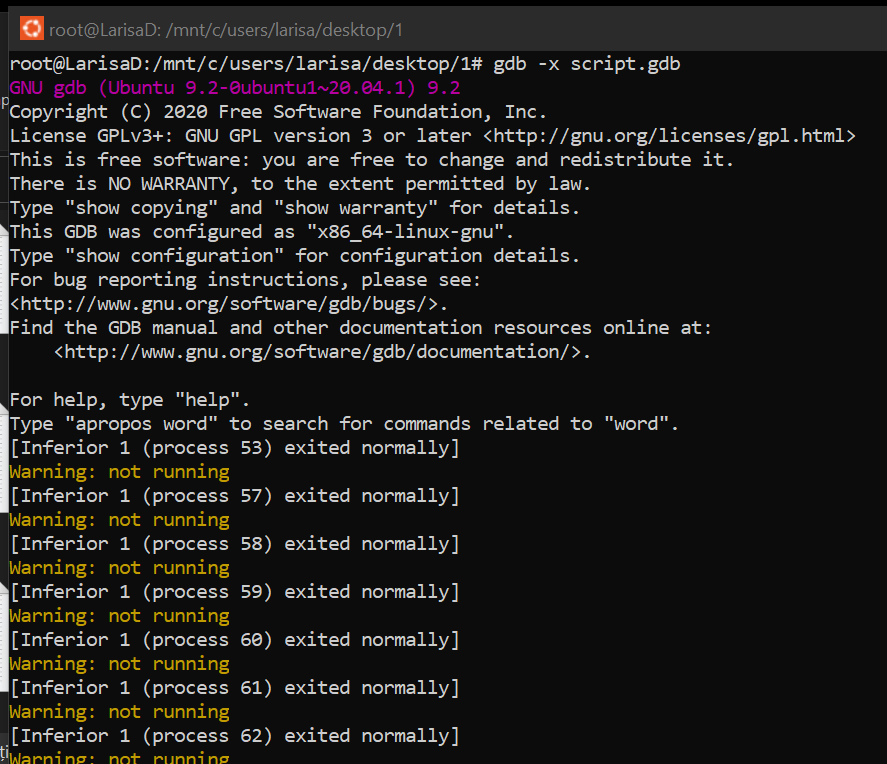 root@LarisaD: /mnt/c/users/larisa/desktop/1
root@LarisaD:/mnt/c/users/larisa/desktop/1# gdb -x script.gdb
GNU gdb (Ubuntu 9.2-0ubuntu1~20.04.1) 9.2
Copyright (C) 2020 Free Software Foundation, Inc.
License GPLv3+: GNU GPL version 3 or later <http://gnu.org/licenses/gpl.html>
This is free software: you are free to change and redistribute it.
There is NO WARRANTY, to the extent permitted by law.
Type "show copying" and "show warranty" for details.
This GDB was configured as "x86_64-linux-gnu".
Type "show configuration" for configuration details.
For bug reporting instructions, please see:
<http://www.gnu.org/software/gdb/bugs/>.
Find the GDB manual and other documentation resources online at:
    <http://www.gnu.org/software/gdb/documentation/>.
For help, type "help".
Type "apropos word" to search for commands related to "word".
[Inferior 1 (process 53) exited normally]
Warning: not running
[Inferior 1 (process 57) exited normally]
Warning: not running
[Inferior 1 (process 58) exited normally]
Warning: not running
[Inferior 1 (process 59) exited normally]
Warning: not running
[Inferior 1 (process 60) exited normally]
Warning: not running
[Inferior 1 (process 61) exited normally]
Warning: not running
[Inferior 1 (process 62) exited normally]
Warning: not running